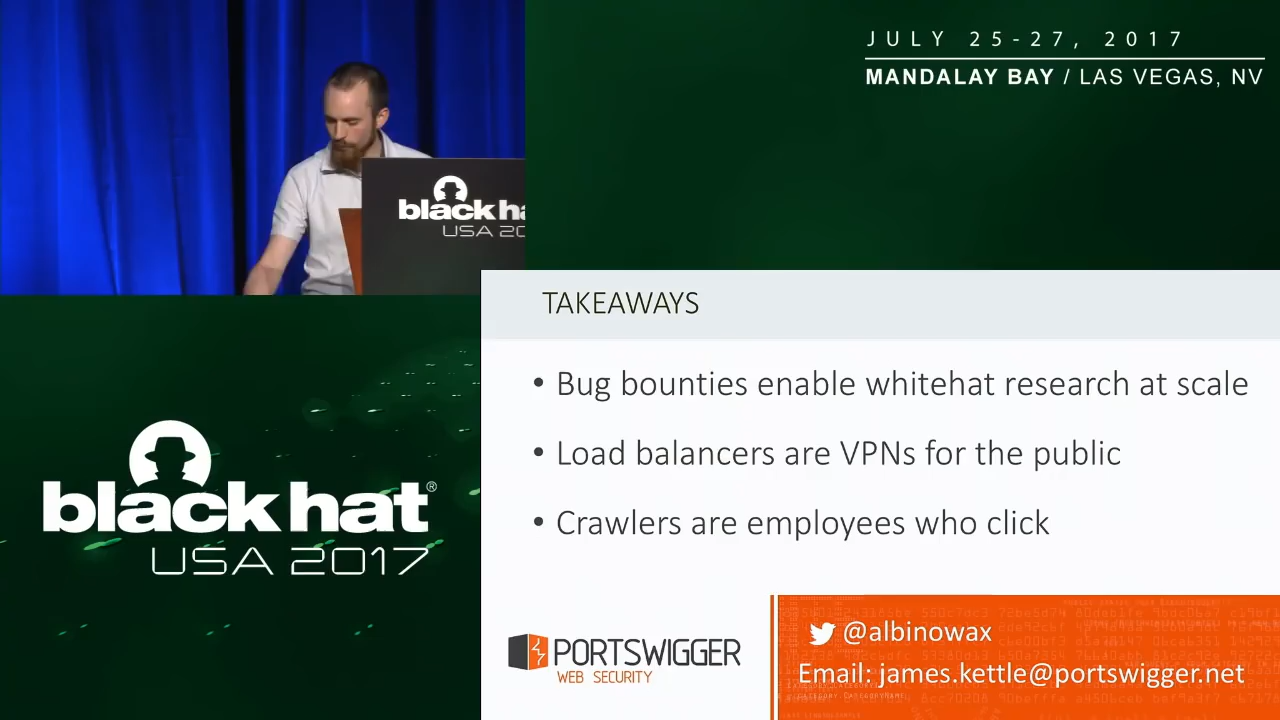 JULY 25-27, 2017
MANDALAY BAY / LAS VEGAS, NV
black ha
USA 20
TAKEAWAYS
• Bug bounties enable whitehat research at scale
• Load balancers are VPNs for the public
• Crawlers are employees who click
black hat®
USA 2017
PORTSWIGGER
WEB SECURITY
@albinowax
Email: james.kettle@portswigger.net